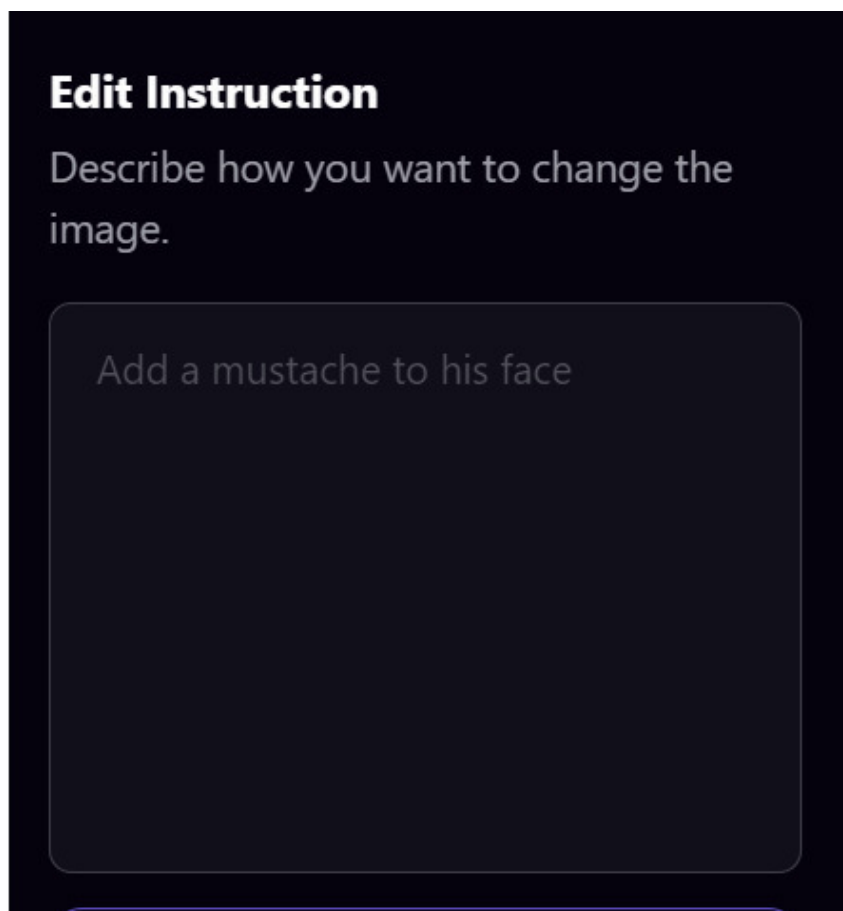 Edit Instruction
Describe how you want to change the
image.
Add a mustache to his face